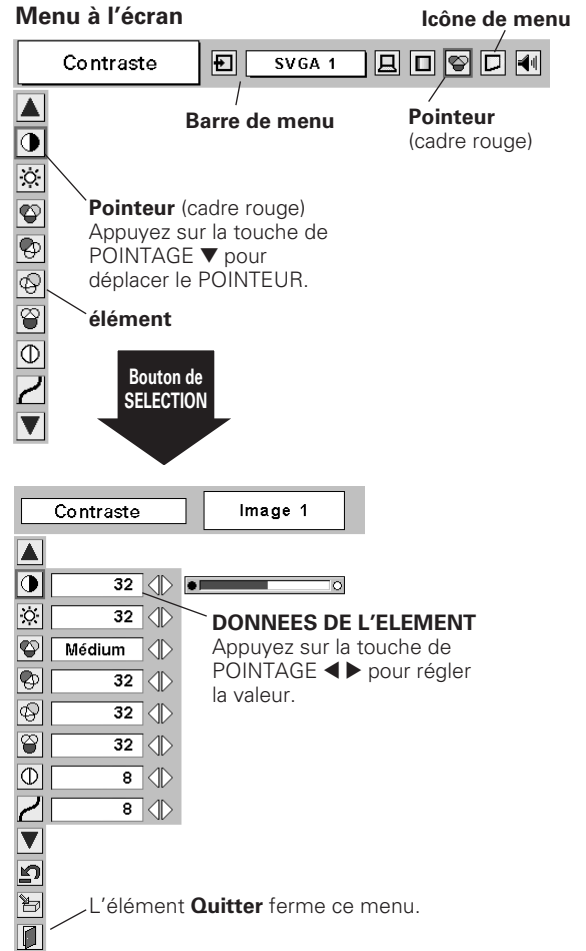 Menu à l'écran
Icône de menu
Contraste
SVGA 1
Barre de menu
Pointeur
(cadre rouge)
Pointeur (cadre rouge)
Appuyez sur la touche de
POINTAGE ▼ pour
déplacer le POINTEUR.
élément
Bouton de
SELECTION
Contraste
Image 1
32
32
Médium
32
32
32
8
8
DONNEES DE L'ELEMENT
Appuyez sur la touche de
POINTAGE ◀ ▶ pour régler
la valeur.
L'élément Quitter ferme ce menu.